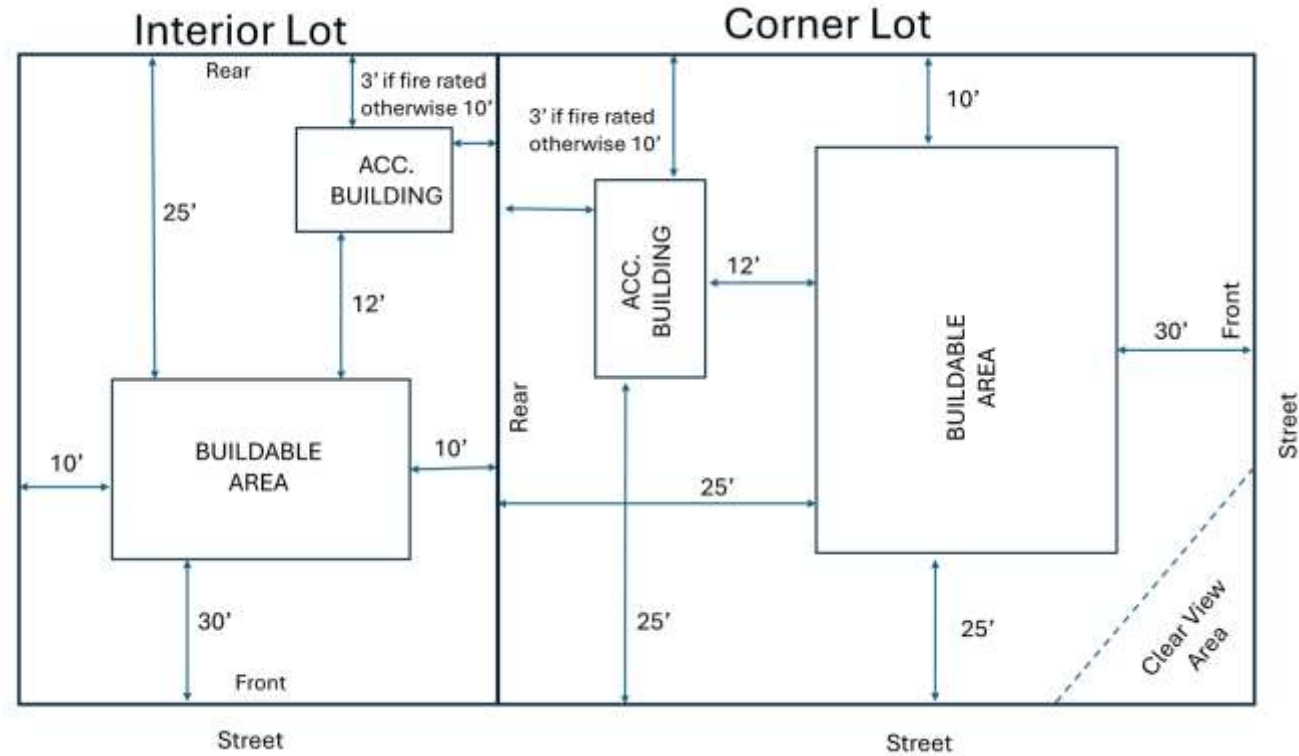 Interior Lot
Rear
3’ if fire rated
otherwise 10’
ACC.
BUILDING
25’
12’
BUILDABLE
AREA
10’
10’
30’
Front
Street
Corner Lot
10’
3’ if fire rated
otherwise 10’
ACC.
BUILDING
12’
BUILDABLE
AREA
30’
Front
Street
Rear
25’
25’
25’
Clear View
Area
Street